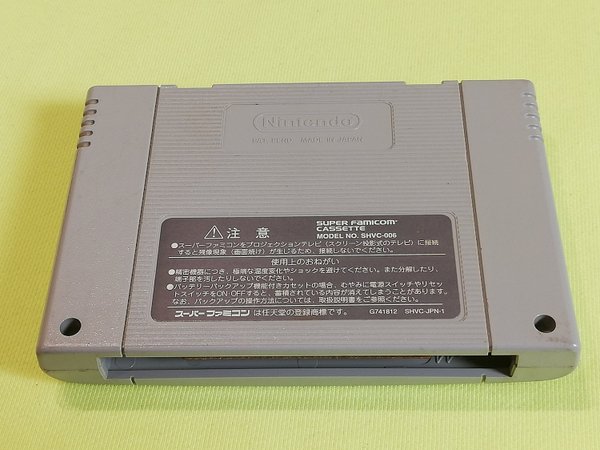 Nintendo
PAT. PEND. MADE IN JAPAN
注 意
SUPER FAMICOM
CASSETTE
MODEL NO. SHVC-006
●スーパーファミコンをプロジェクションテレビ(スクリーン投影式のテレビ)に接続
すると残像現象(画面焼け)が生じるため、接続しないでください。
使用上のおねがい
●精密機器につき、極端な温度変化やショックを避けてください。また分解したり、
端子部を汚したりしないでください。
●バッテリーバックアップ機能付きカセットの場合、むやみに電源スイッチやリセッ
トスイッチをON・OFFすると、蓄積されている内容が消えてしまうことがあります。
なお、バックアップの操作方法については、取扱説明書をご参照ください。
スーパーファミコン は任天堂の登録商標です。 G741812 SHVC JPN-1